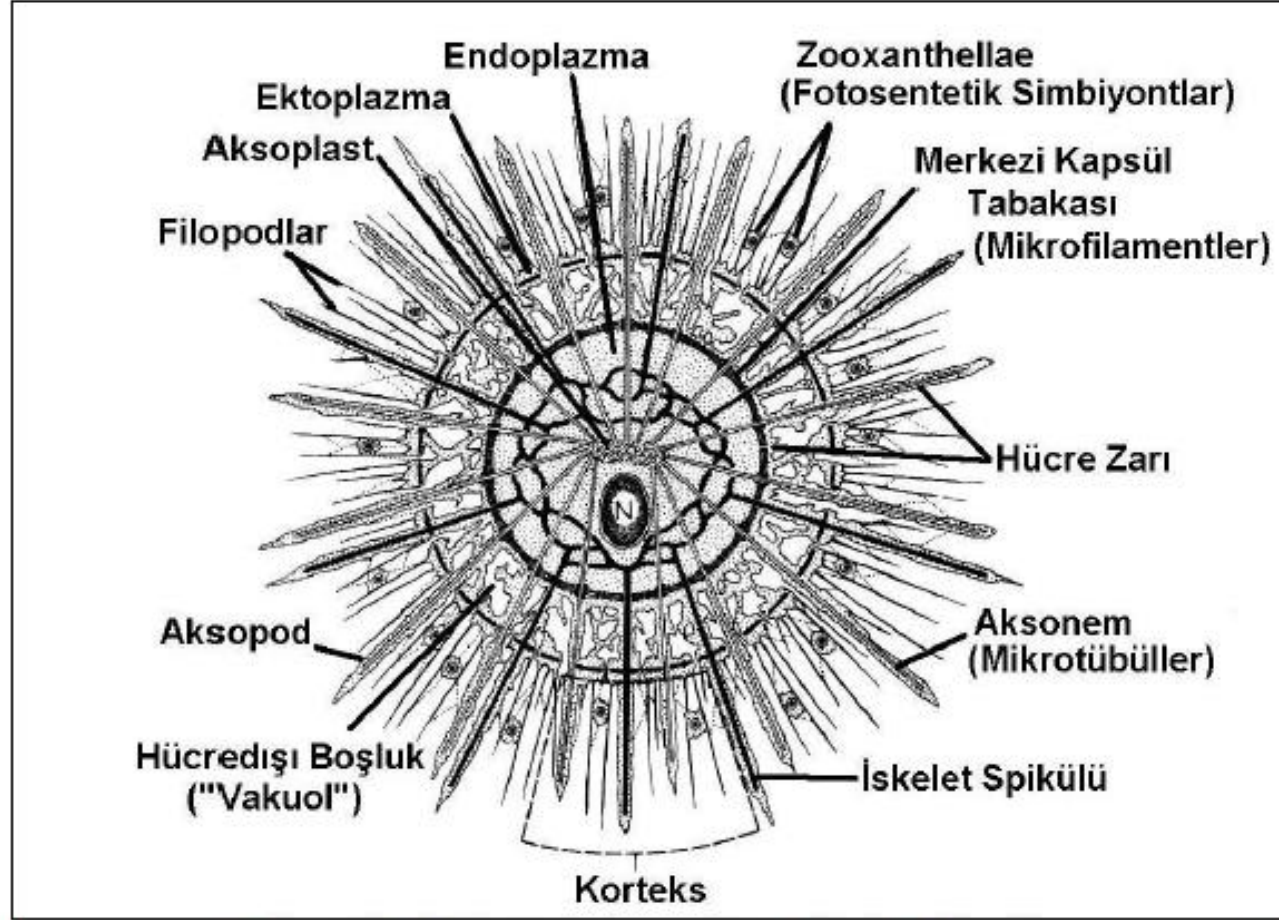 Endoplazma
Zooxanthellae
(Fotosentetik Simbiyontlar)
Ektoplazma
Aksoplast
Merkezi Kapsül
Tabakası
(Mikrofilamentler)
Filopodlar
Hücre Zarı
N
Aksopod
Aksonem
(Mikrotübüller)
Hücredışı Boşluk
("Vakuol")
İskelet Spikülü
Korteks